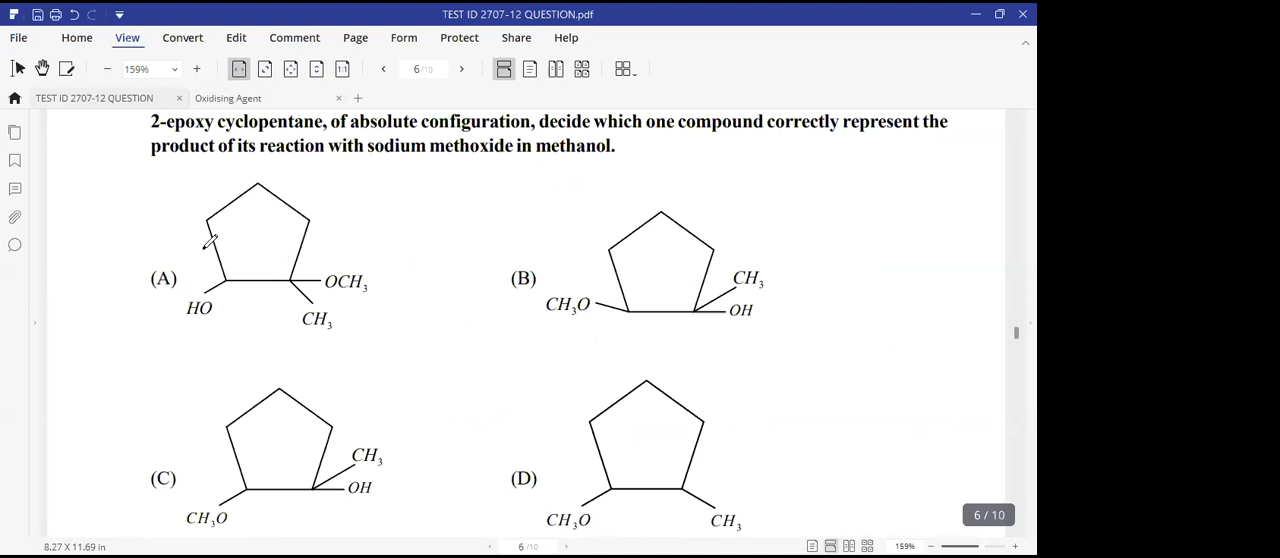 TEST ID 2707-12 QUESTION.pdf
File Home Convert View Edit Comment Page Form Protect Share Help
159% 6 /10
TEST ID 2707-12 QUESTION × Oxidising Agent × +
2-epoxy cyclopentane, of absolute configuration, decide which one compound correctly represent the
product of its reaction with sodium methoxide in methanol.
(A) HO OCH3 CH3
(B) CH3O CH3 OH
(C) CH3O CH3 OH
(D) CH3O CH3
6 / 10
8.27 X 11.69 in 6 /10 159%